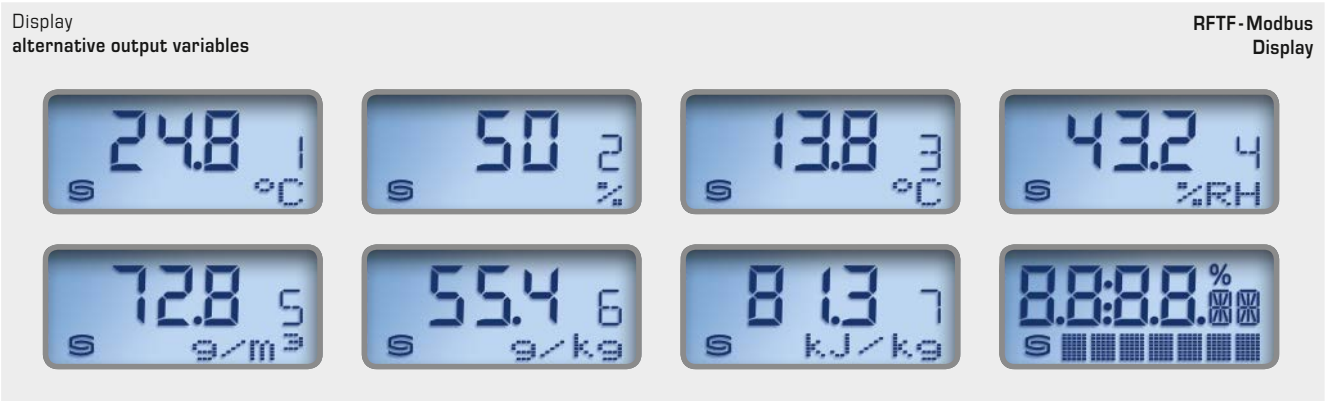 Display
alternative output variables
RFTF-Modbus
Display
24.8 1
°C
50 2
%
13.8 3
°C
43.2 4
%RH
72.8 5
g/m³
55.4 6
g/kg
81.3 7
kJ/kg
8.8:8.8. %